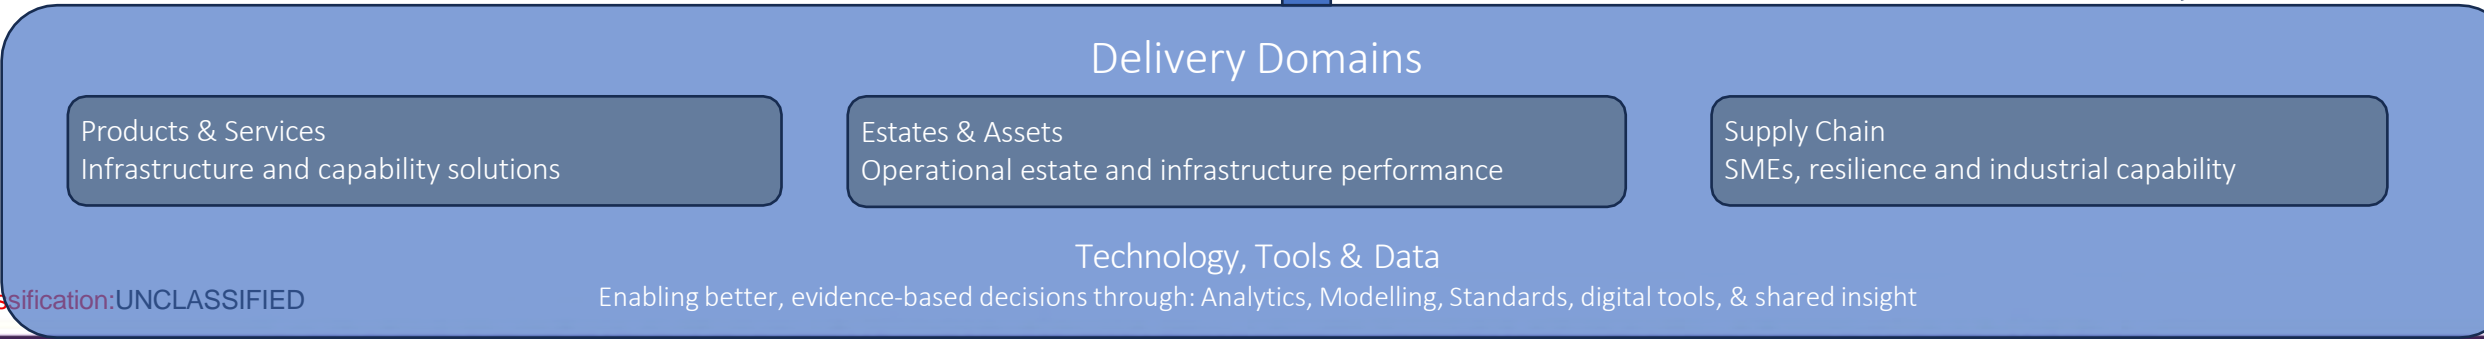 Delivery Domains
Products & Services
Infrastructure and capability solutions
Estates & Assets
Operational estate and infrastructure performance
Supply Chain
SMEs, resilience and industrial capability
Technology, Tools & Data
Enabling better, evidence-based decisions through: Analytics, Modelling, Standards, digital tools, & shared insight
ssification:UNCLASSIFIED